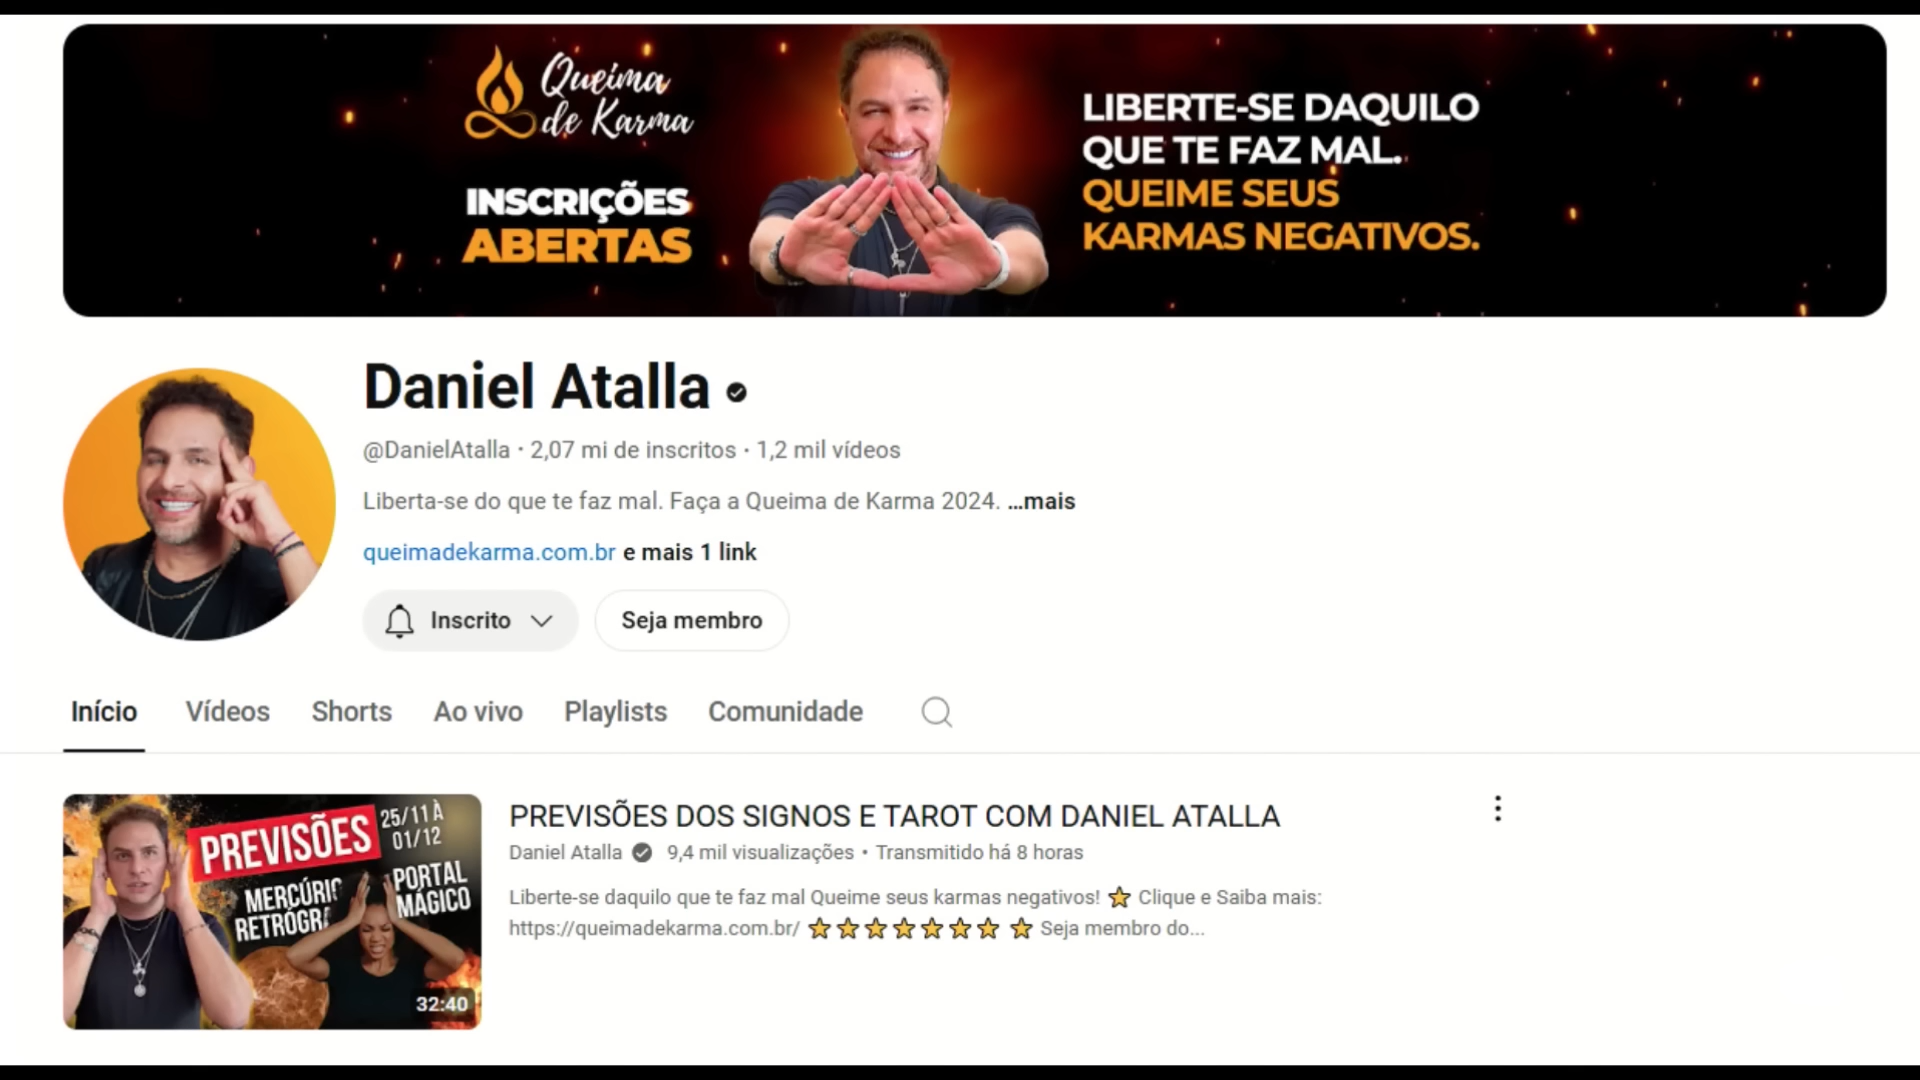 Queima
de Karma
INSCRIÇÕES
ABERTAS
LIBERTE-SE DAQUILO
QUE TE FAZ MAL.
QUEIME SEUS
KARMAS NEGATIVOS.
Daniel Atalla
@DanielAtalla · 2,07 mi de inscritos · 1,2 mil vídeos
Liberta-se do que te faz mal. Faça a Queima de Karma 2024. ...mais
queimadekarma.com.br e mais 1 link
Inscrito
Seja membro
Início Vídeos Shorts Ao vivo Playlists Comunidade
PREVISÕES
25/11 À
01/12
MERCÚRIO
RETRÓGRA
PORTAL
MÁGICO
32:40
PREVISÕES DOS SIGNOS E TAROT COM DANIEL ATALLA
Daniel Atalla 9,4 mil visualizações • Transmitido há 8 horas
Liberte-se daquilo que te faz mal Queime seus karmas negativos! ⭐ Clique e Saiba mais:
https://queimadekarma.com.br/ ⭐⭐⭐⭐⭐⭐⭐ ⭐ Seja membro do...